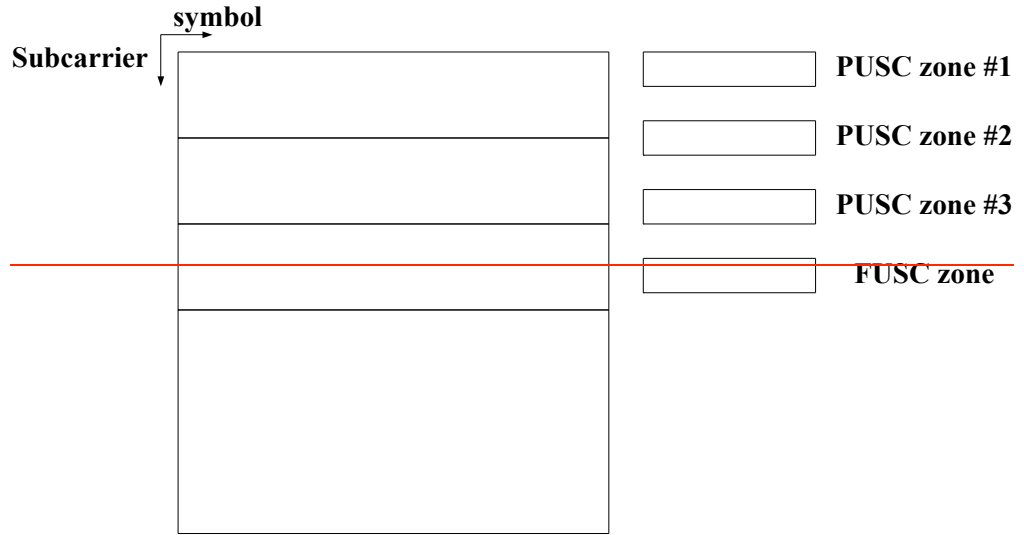 symbol
Subcarrier
PUSC zone #1
PUSC zone #2
PUSC zone #3
FUSC zone